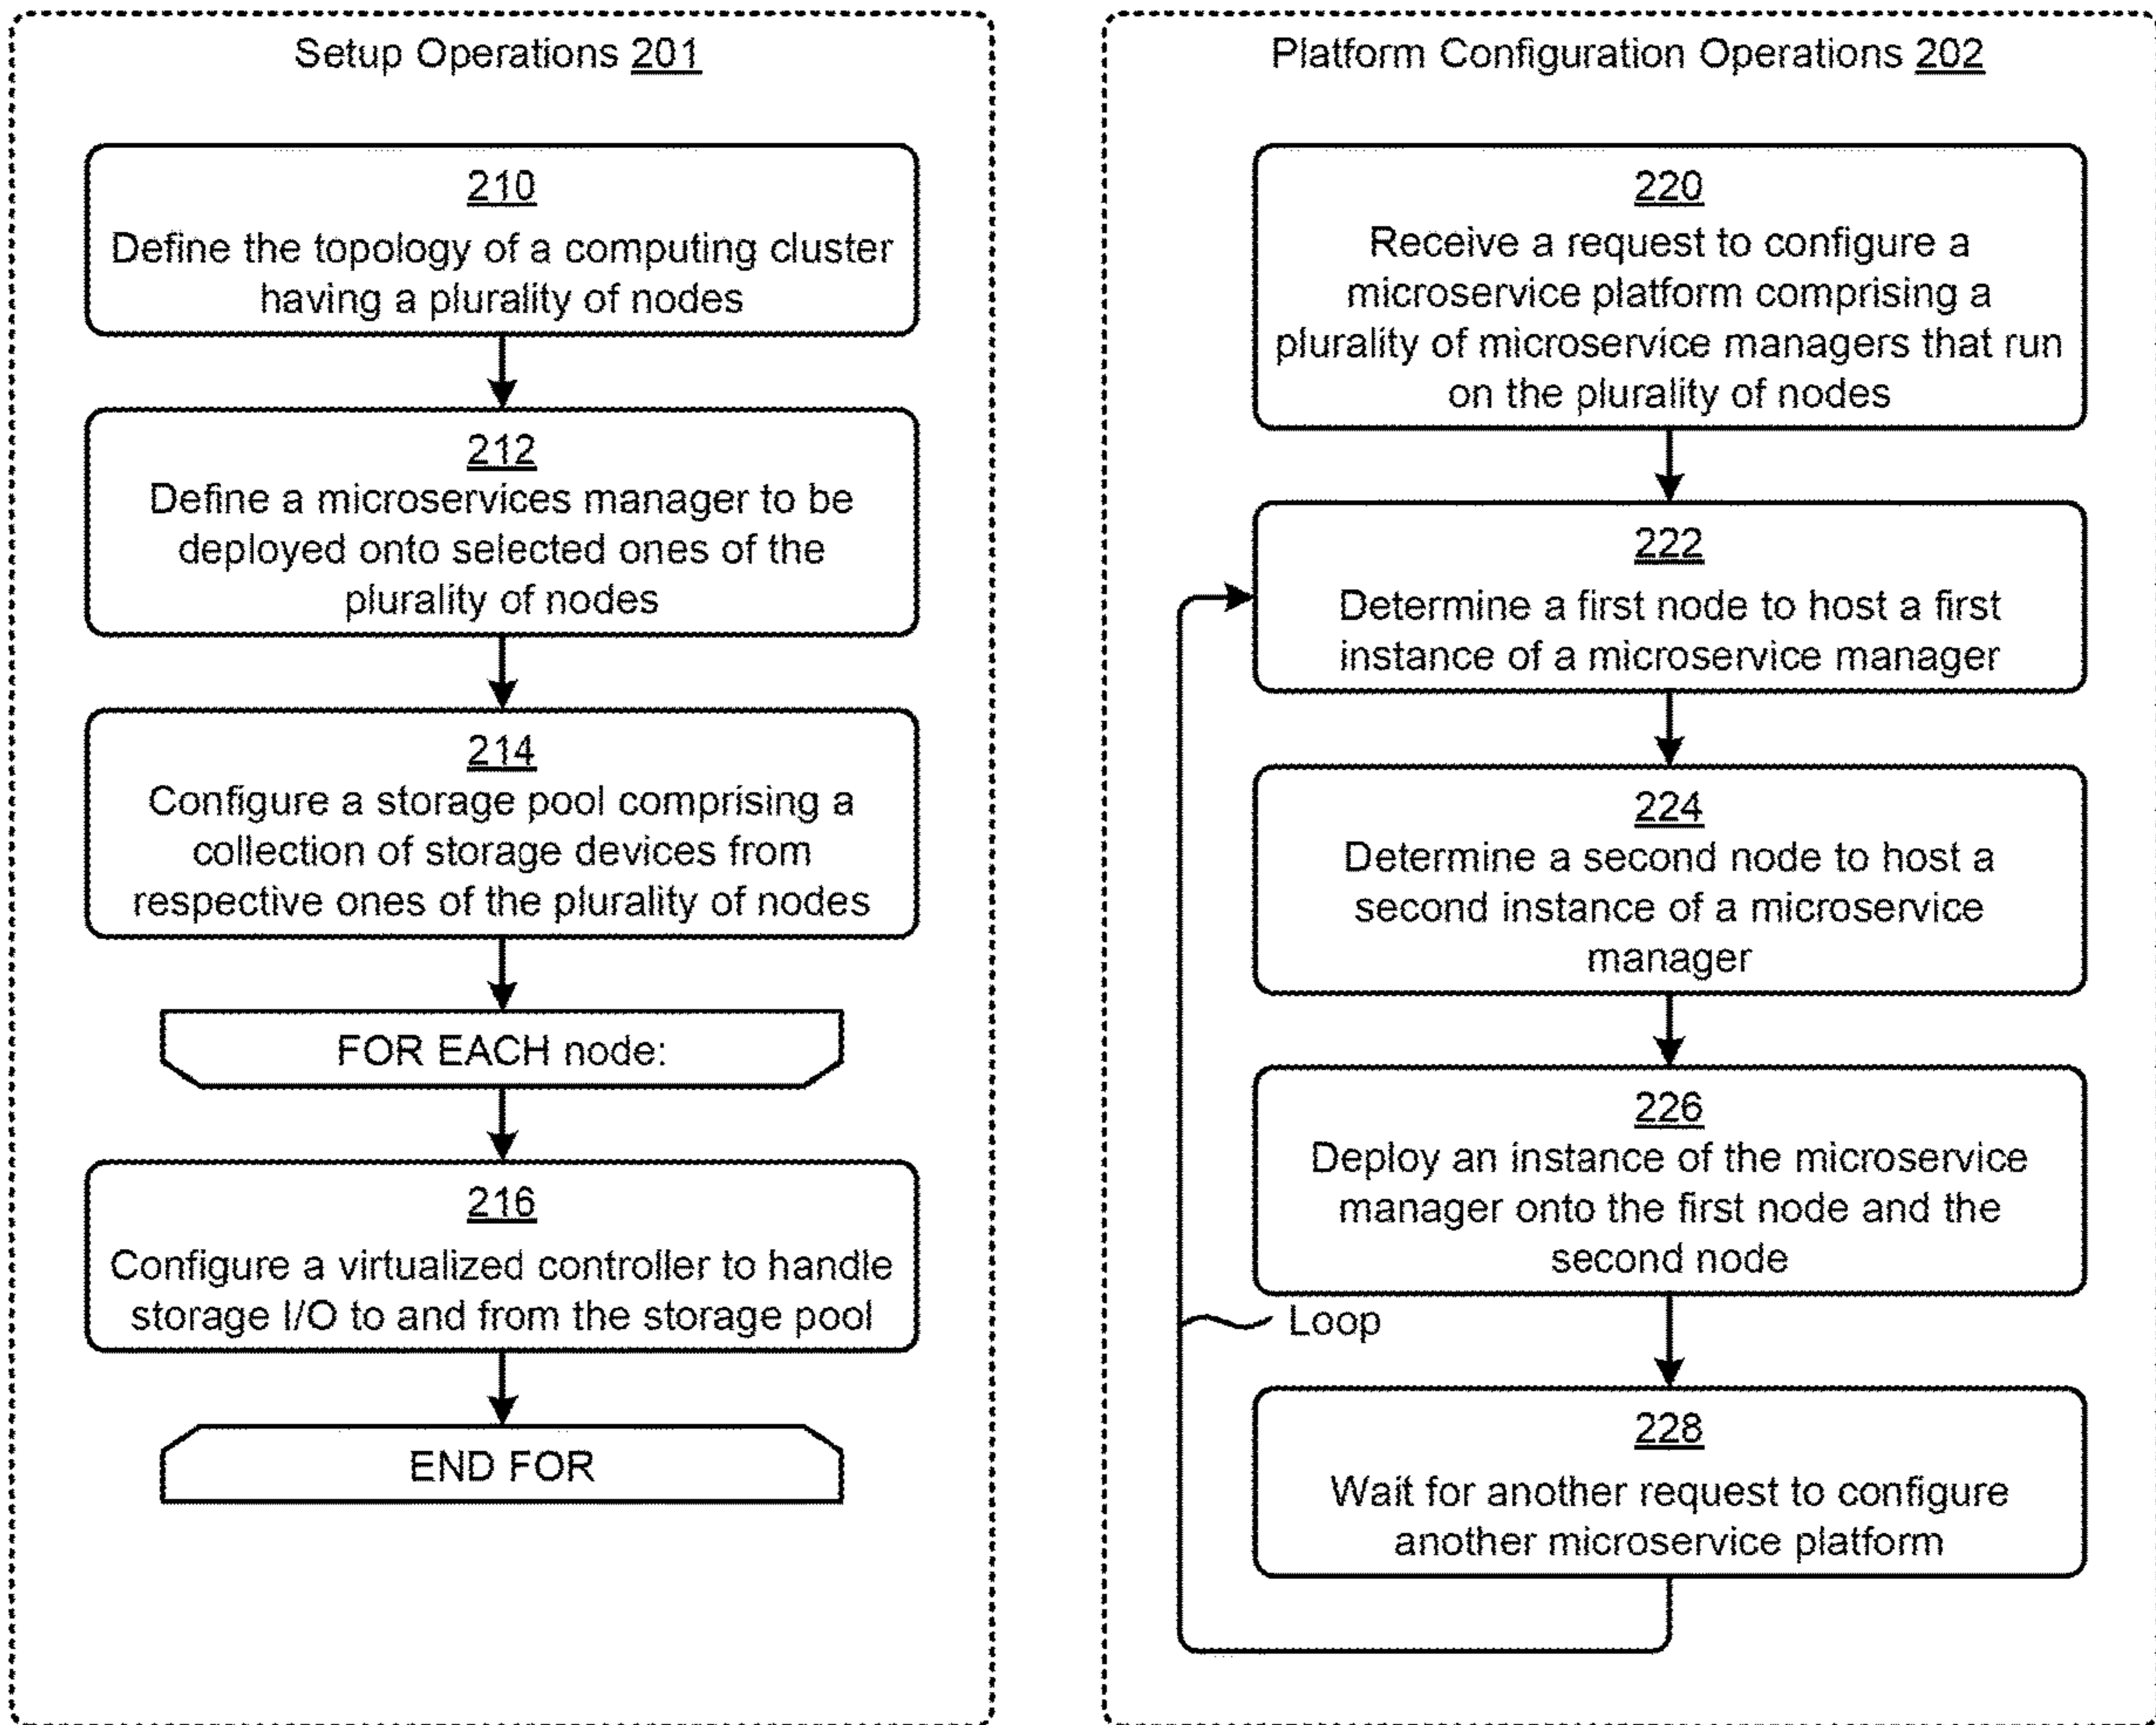 Setup Operations 201
210
Define the topology of a computing cluster
having a plurality of nodes
212
Define a microservices manager to be
deployed onto selected ones of the
plurality of nodes
214
Configure a storage pool comprising a
collection of storage devices from
respective ones of the plurality of nodes
FOR EACH node:
216
Configure a virtualized controller to handle
storage I/O to and from the storage pool
END FOR
Platform Configuration Operations 202
220
Receive a request to configure a
microservice platform comprising a
plurality of microservice managers that run
on the plurality of nodes
222
Determine a first node to host a first
instance of a microservice manager
224
Determine a second node to host a
second instance of a microservice
manager
226
Deploy an instance of the microservice
manager onto the first node and the
second node
Loop
228
Wait for another request to configure
another microservice platform